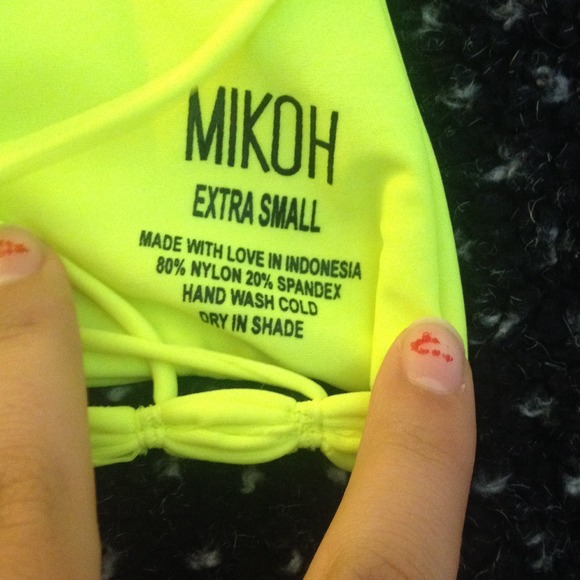 MIKOH
EXTRA SMALL
MADE WITH LOVE IN INDONESIA
80% NYLON 20% SPANDEX
HAND WASH COLD
DRY IN SHADE